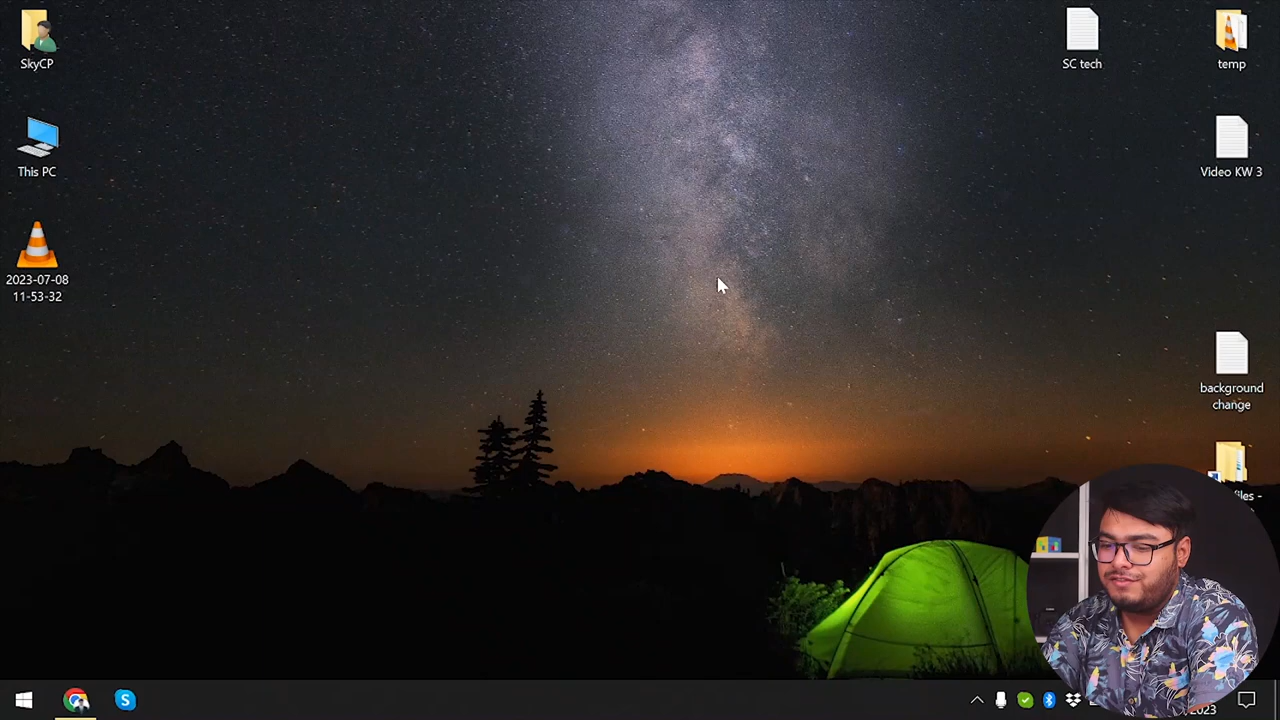 SkyCP
This PC
2023-07-08
11-53-32
SC tech
temp
Video KW 3
background
change
2023